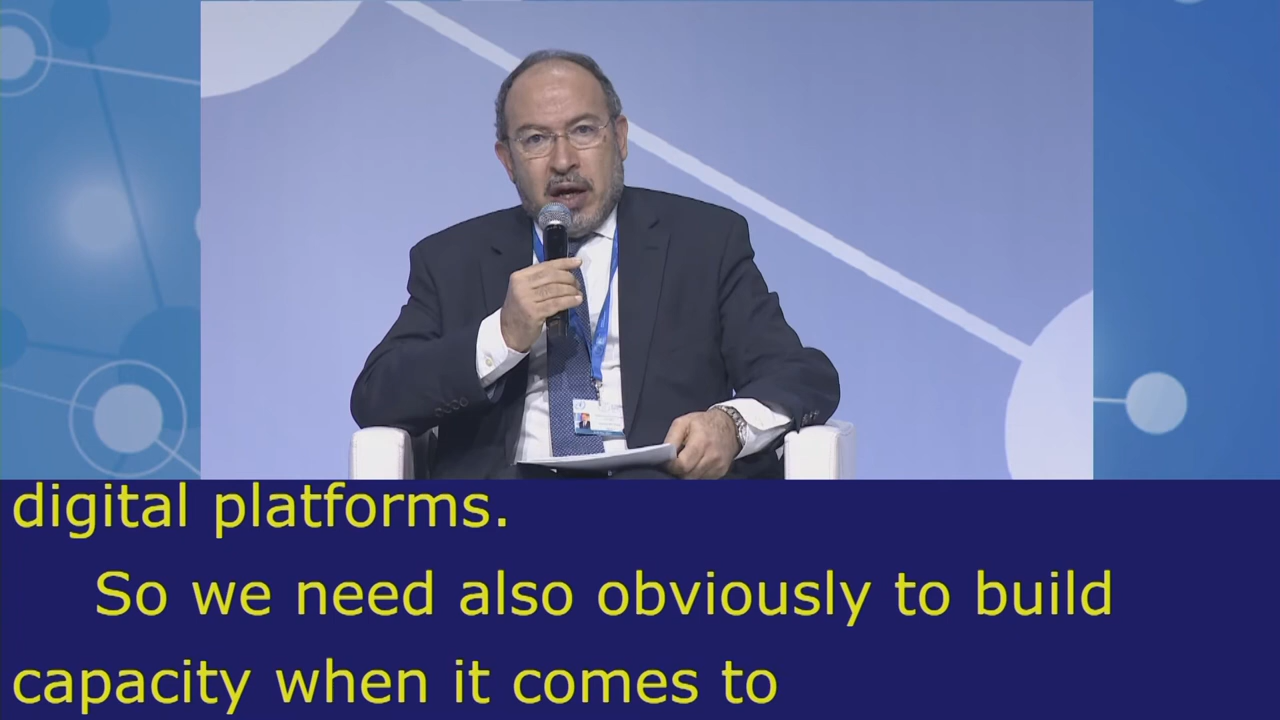 digital platforms.
So we need also obviously to build
capacity when it comes to